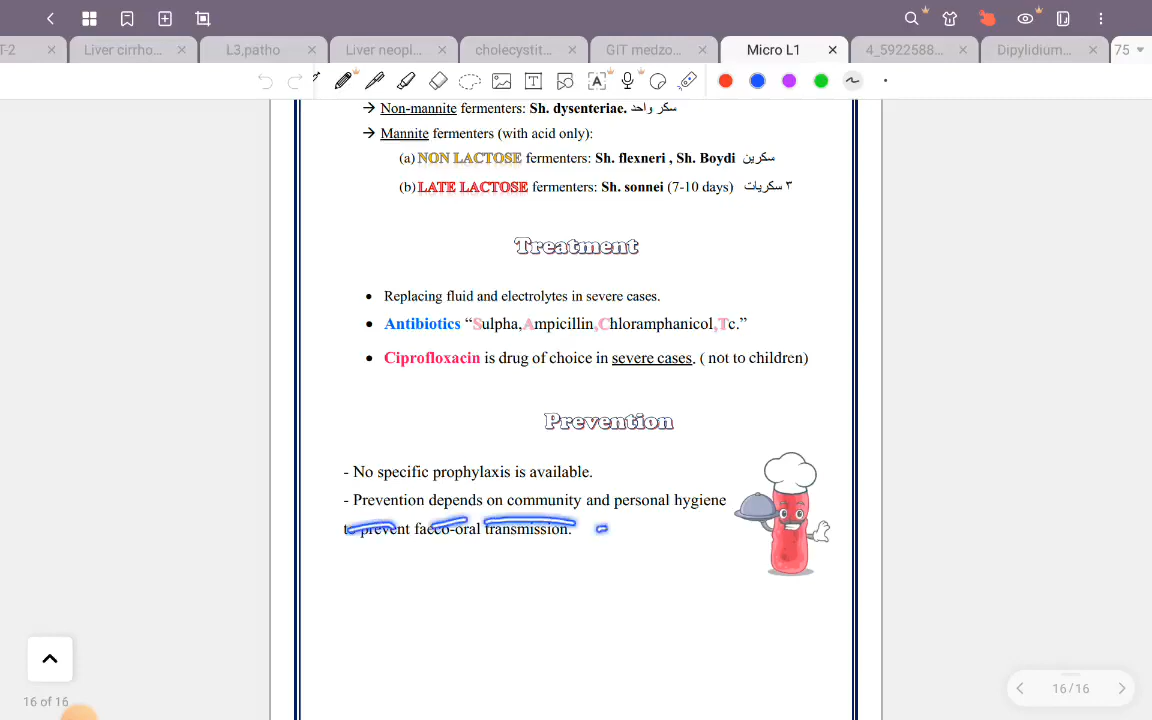 T-2
Liver cirrho...
L3,patho
Liver neopl...
cholecystit...
GIT medzo...
Micro L1
4_5922588...
Dipylidium...
75
→ Non-mannite fermenters: Sh. dysenteriae. سكر واحد
→ Mannite fermenters (with acid only):
(a) NON LACTOSE fermenters: Sh. flexneri , Sh. Boydi سكرين
(b) LATE LACTOSE fermenters: Sh. sonnei (7-10 days) ٣ سكريات
Treatment
• Replacing fluid and electrolytes in severe cases.
• Antibiotics “Sulpha,Ampicillin,Chloramphanicol,Tc.”
• Ciprofloxacin is drug of choice in severe cases. ( not to children)
Prevention
- No specific prophylaxis is available.
- Prevention depends on community and personal hygiene
to prevent faeco-oral transmission.
16 of 16
16/16